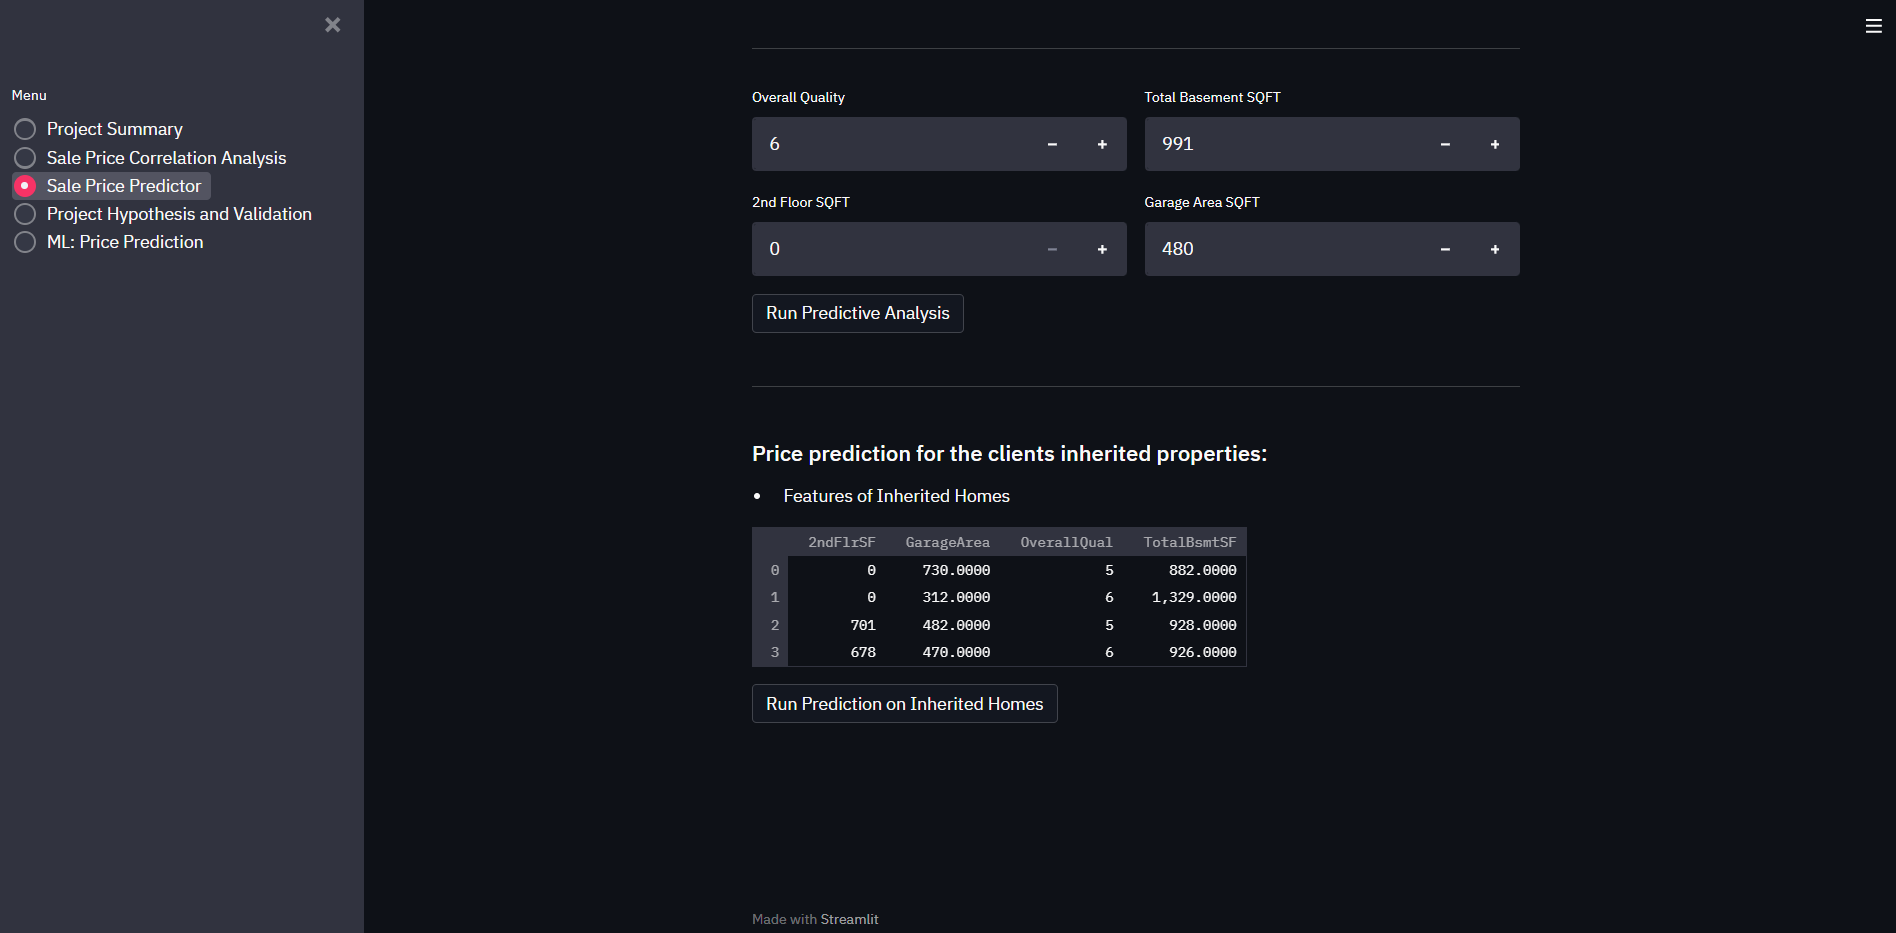 Menu
Project Summary
Sale Price Correlation Analysis
Sale Price Predictor
Project Hypothesis and Validation
ML: Price Prediction
Overall Quality Total Basement SQFT
6 991
2nd Floor SQFT Garage Area SQFT
0 480
Run Predictive Analysis
Price prediction for the clients inherited properties:
Features of Inherited Homes
2ndFlrSF GarageArea OverallQual TotalBsmtSF
0 0 730.0000 5 882.0000
1 0 312.0000 6 1,329.0000
2 701 482.0000 5 928.0000
3 678 470.0000 6 926.0000
Run Prediction on Inherited Homes
Made with Streamlit